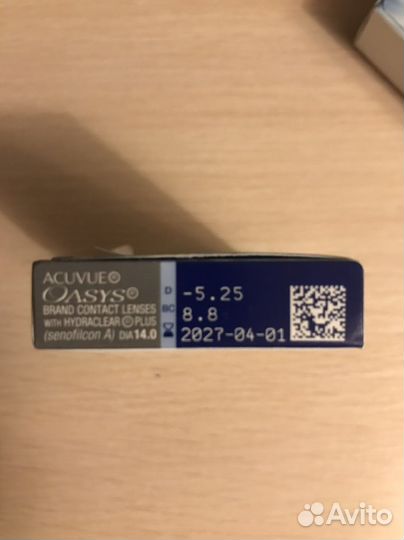 ACUVUE®
OASYS®
BRAND CONTACT LENSES
WITH HYDRACLEAR® PLUS
(senofilcon A) DIA 14.0
D -5.25
BC 8.8
2027-04-01
Avito